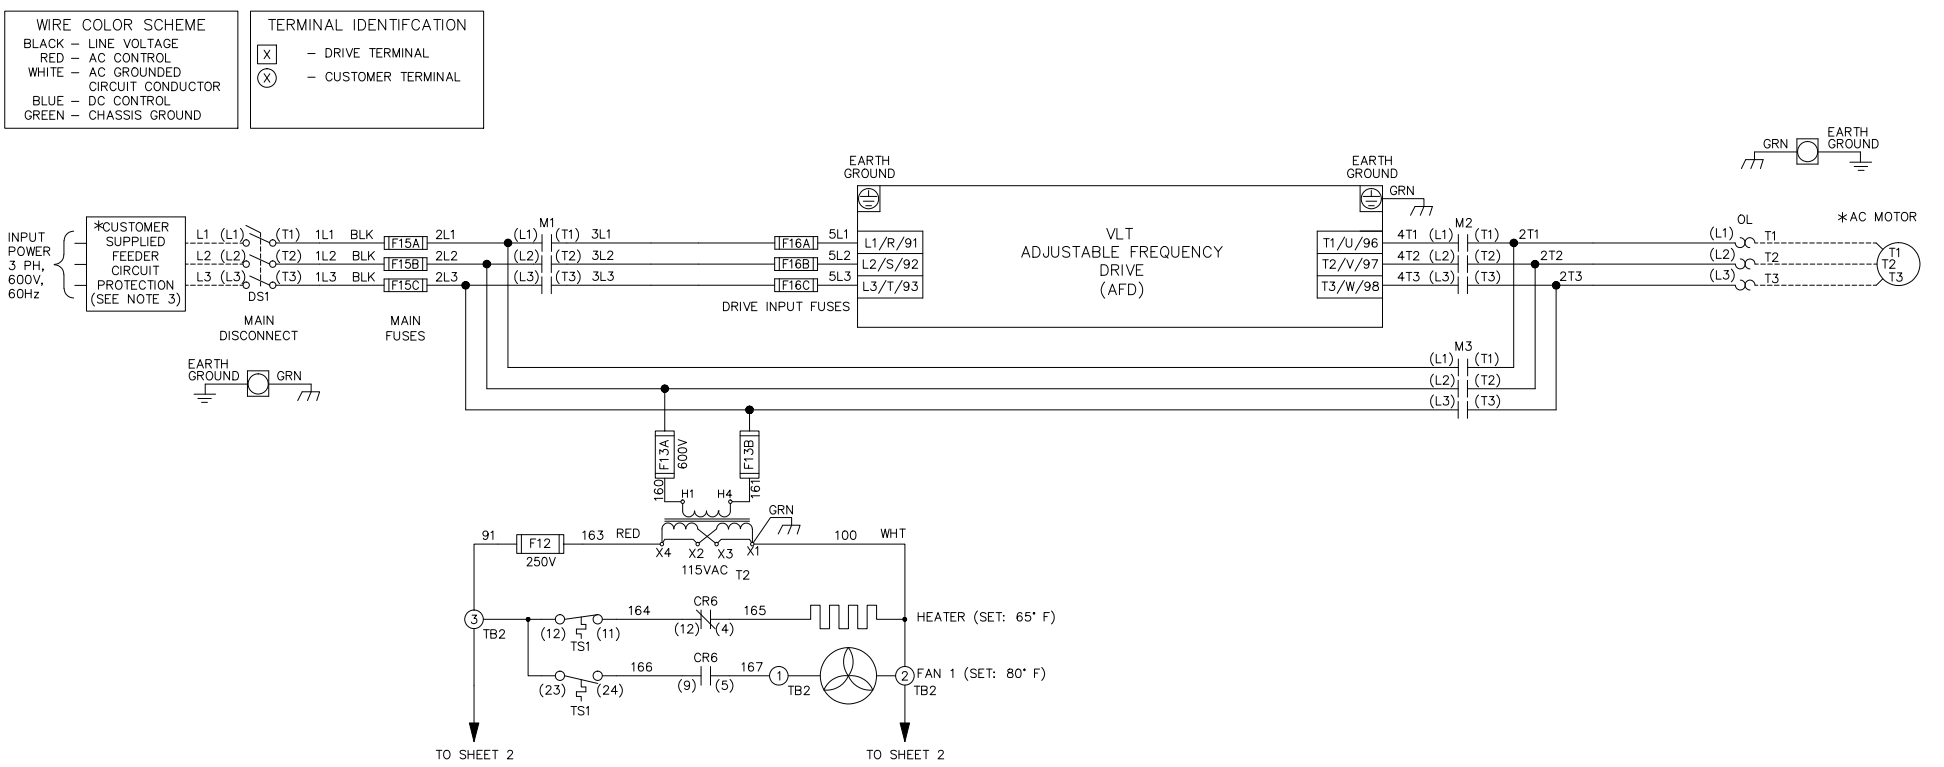 WIRE COLOR SCHEME
BLACK – LINE VOLTAGE
RED – AC CONTROL
WHITE – AC GROUNDED
CIRCUIT CONDUCTOR
BLUE – DC CONTROL
GREEN – CHASSIS GROUND
TERMINAL IDENTIFCATION
X – DRIVE TERMINAL
X – CUSTOMER TERMINAL
INPUT
POWER
3 PH,
600V,
60Hz
*CUSTOMER
SUPPLIED
FEEDER
CIRCUIT
PROTECTION
(SEE NOTE 3)
L1 (L1) (T1) 1L1 BLK F15A 2L1
L2 (L2) 1L2 BLK F15B 2L2
L3 (L3) (T3) 1L3 BLK F15C 2L3
DS1
MAIN
DISCONNECT
MAIN
FUSES
EARTH
GROUND
GRN
M1
(L1) (T1) 3L1 F16A 5L1
(L2) (T2) 3L2 F16B 5L2
(L3) (T3) 3L3 F16C 5L3
DRIVE INPUT FUSES
EARTH
GROUND
L1/R/91
L2/S/92
L3/T/93
VLT
ADJUSTABLE FREQUENCY
DRIVE
(AFD)
EARTH
GROUND
GRN
T1/U/96
T2/V/97
T3/W/98
M2
4T1 (L1) (T1) 2T1
4T2 (L2) (T2) 2T2
4T3 (L3) (T3) 2T3
M3
(L1) (T1)
(L2) (T2)
(L3) (T3)
GRN
EARTH
GROUND
OL
(L1) T1
(L2) T2
(L3) T3
*AC MOTOR
T1
T2
T3
F13A
600V
F13B
160
161
H1 H4
GRN
91 F12 163 RED
250V
X4 X2 X3 X1
115VAC T2
100 WHT
3
TB2
(12) (11)
TS1
164
CR6
(12) (4)
165
HEATER (SET: 65° F)
(23) (24)
TS1
166
CR6
(9) (5)
167
1
TB2
2
TB2
FAN 1 (SET: 80° F)
TO SHEET 2
TO SHEET 2